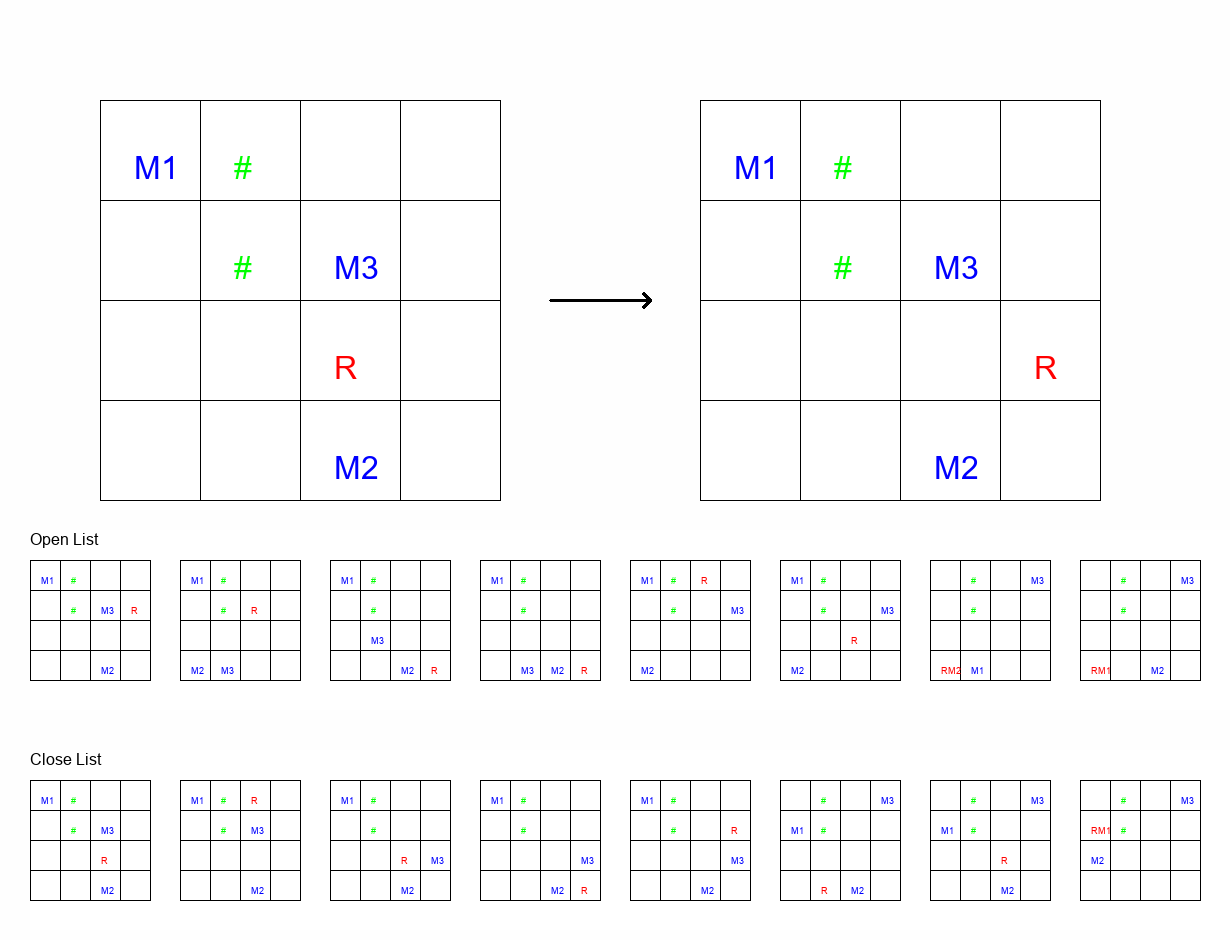 M1 # M1 #
# M3 # M3
R R
M2 M2
Open List
M1 # M1 # M1 # M1 # M1 # R M1 # # M3 # M3
# M3 R # R # # # M3 # M3 # #
M3 R
M2 M2 M3 M2 R M3 M2 R M2 M2 RM2 M1 RM1 M2
Close List
M1 # M1 # R M1 # M1 # M1 # # M3 # M3 # M3
# M3 # M3 # # # R M1 # M1 # RM1 #
R R M3 M3 M3 R M2
M2 M2 M2 M2 R M2 R M2 M2